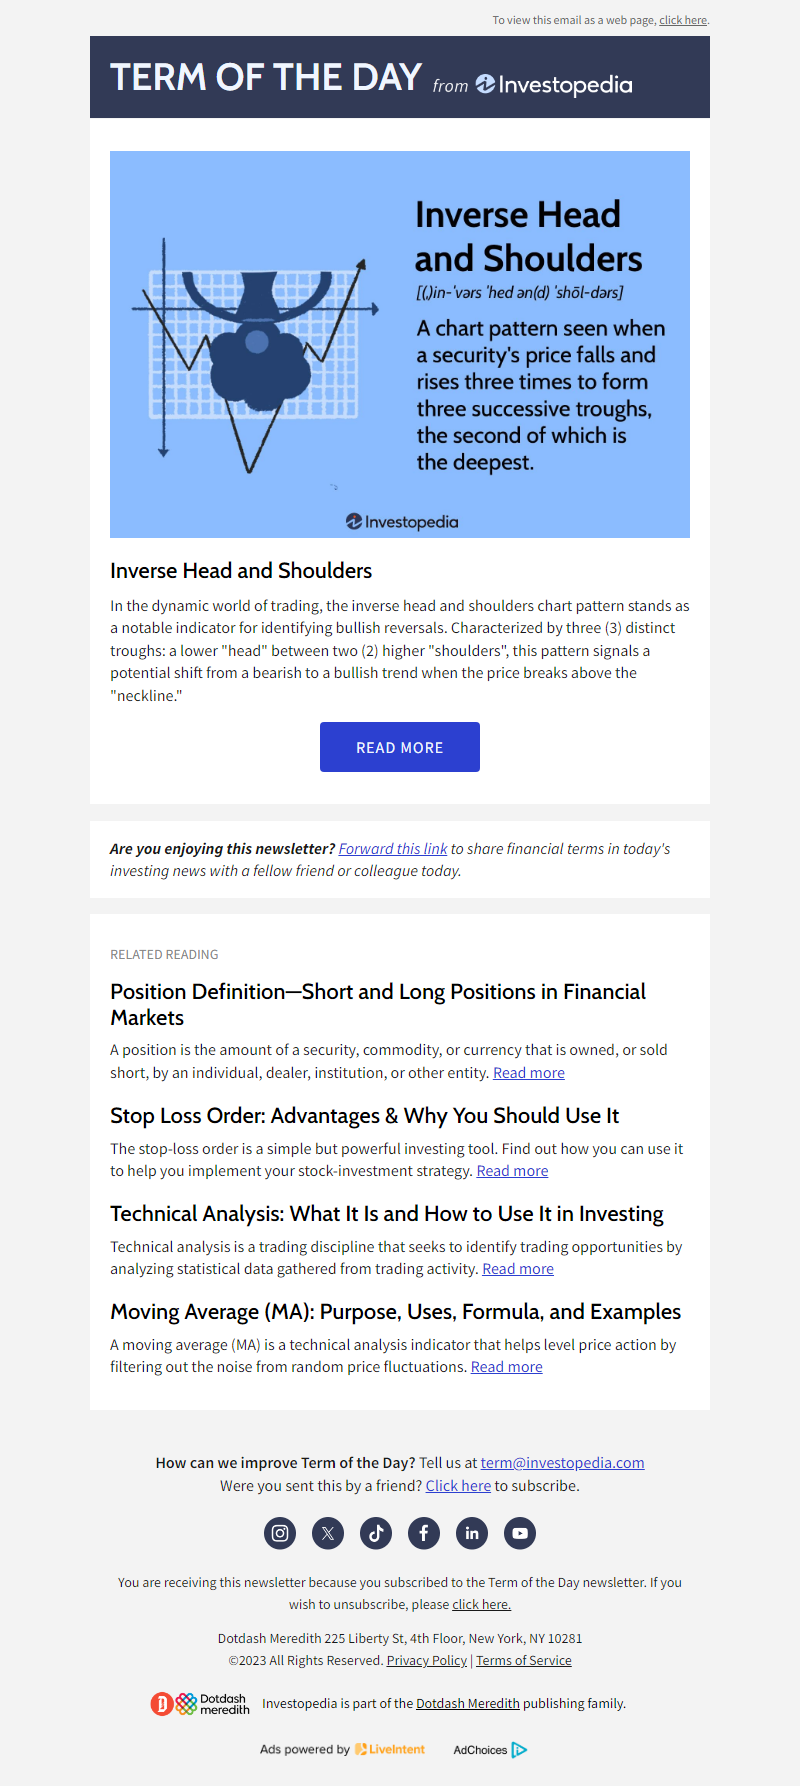 To view this email as a web page, click here.
TERM OF THE DAY from Investopedia
Inverse Head
and Shoulders
[(,)in-'vərs 'hed ən(d) 'shōl-dərs]
A chart pattern seen when
a security's price falls and
rises three times to form
three successive troughs,
the second of which is
the deepest.
Investopedia
Inverse Head and Shoulders
In the dynamic world of trading, the inverse head and shoulders chart pattern stands as
a notable indicator for identifying bullish reversals. Characterized by three (3) distinct
troughs: a lower "head" between two (2) higher "shoulders", this pattern signals a
potential shift from a bearish to a bullish trend when the price breaks above the
"neckline."
READ MORE
Are you enjoying this newsletter? Forward this link to share financial terms in today's
investing news with a fellow friend or colleague today.
RELATED READING
Position Definition—Short and Long Positions in Financial
Markets
A position is the amount of a security, commodity, or currency that is owned, or sold
short, by an individual, dealer, institution, or other entity. Read more
Stop Loss Order: Advantages & Why You Should Use It
The stop-loss order is a simple but powerful investing tool. Find out how you can use it
to help you implement your stock-investment strategy. Read more
Technical Analysis: What It Is and How to Use It in Investing
Technical analysis is a trading discipline that seeks to identify trading opportunities by
analyzing statistical data gathered from trading activity. Read more
Moving Average (MA): Purpose, Uses, Formula, and Examples
A moving average (MA) is a technical analysis indicator that helps level price action by
filtering out the noise from random price fluctuations. Read more
How can we improve Term of the Day? Tell us at term@investopedia.com
Were you sent this by a friend? Click here to subscribe.
You are receiving this newsletter because you subscribed to the Term of the Day newsletter. If you
wish to unsubscribe, please click here.
Dotdash Meredith 225 Liberty St, 4th Floor, New York, NY 10281
©2023 All Rights Reserved. Privacy Policy | Terms of Service
Dotdash
meredith
Investopedia is part of the Dotdash Meredith publishing family.
Ads powered by LiveIntent
AdChoices